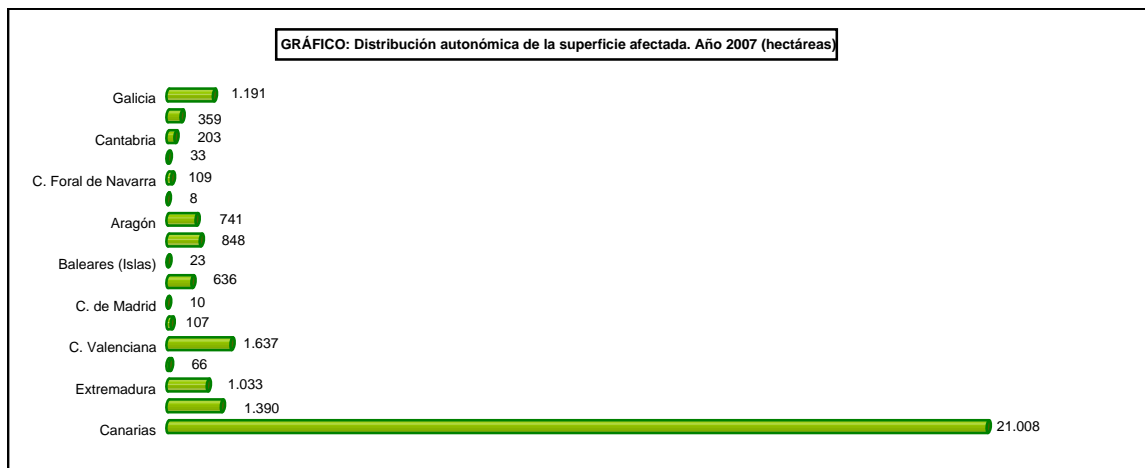 GRÁFICO: Distribución autonómica de la superficie afectada. Año 2007 (hectáreas)
Galicia 1.191
359
Cantabria 203
33
C. Foral de Navarra 109
8
Aragón 741
848
Baleares (Islas) 23
636
C. de Madrid 10
107
C. Valenciana 1.637
66
Extremadura 1.033
1.390
Canarias 21.008